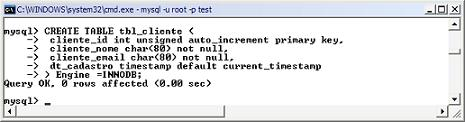 C:\WINDOWS\system32\cmd.exe - mysql -u root -p test
mysql> CREATE TABLE tbl_cliente (
    -> cliente_id int unsigned auto_increment primary key,
    -> cliente_nome char(80) not null,
    -> cliente_email char(80) not null,
    -> dt_cadastro timestamp default current_timestamp
    -> ) Engine =INNODB;
Query OK, 0 rows affected (0.00 sec)
mysql> _